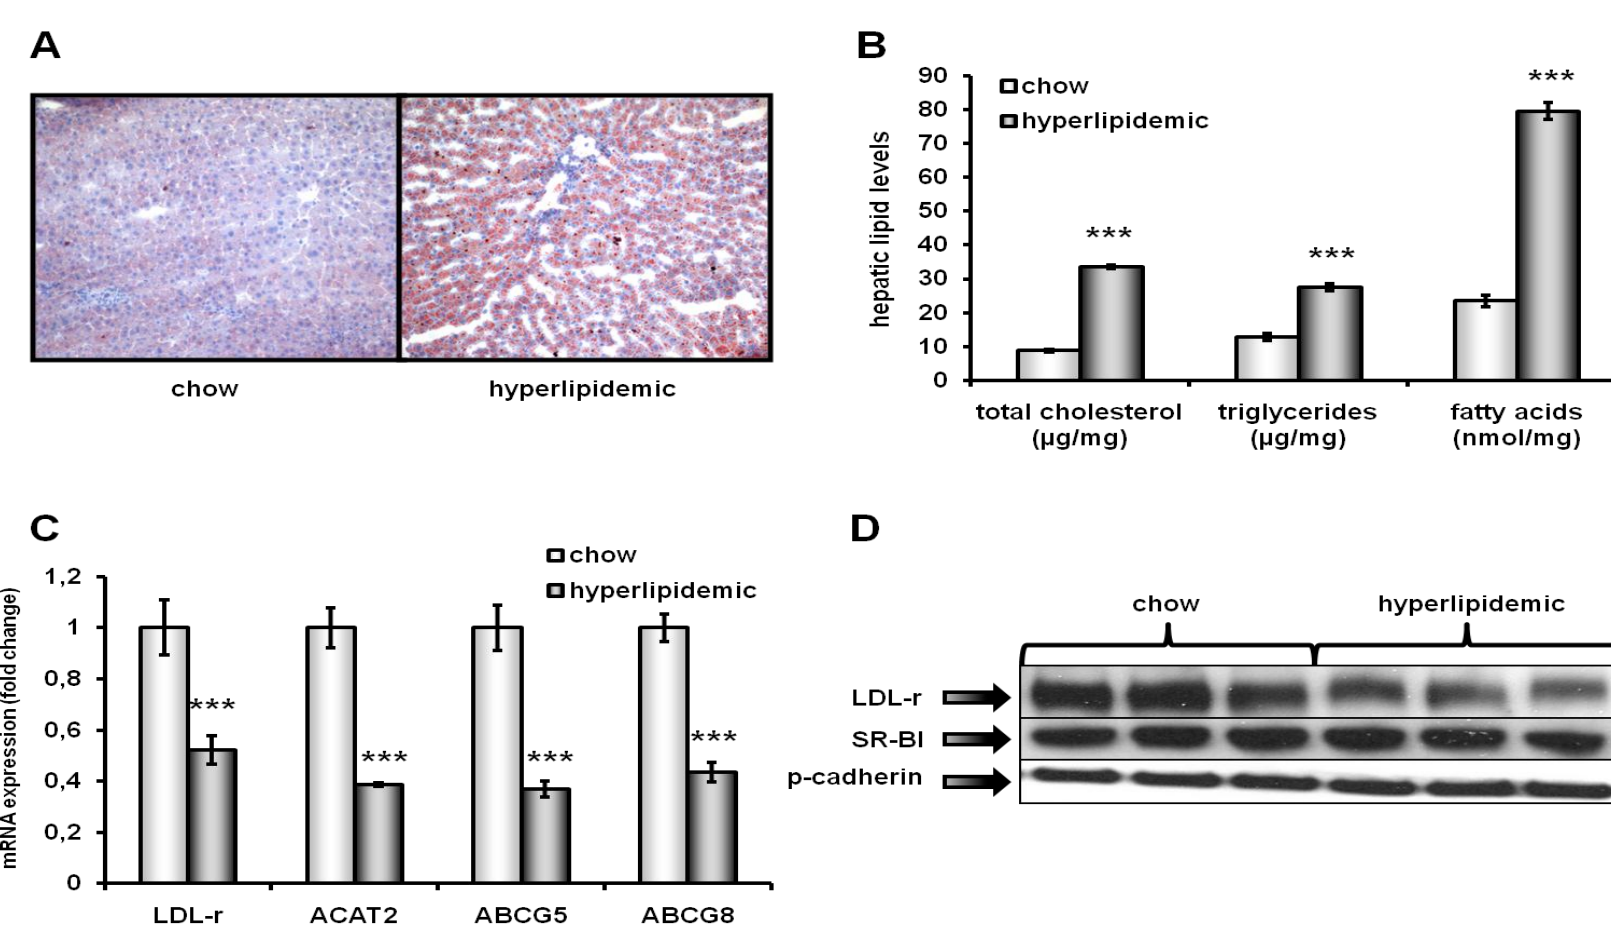 A
chow
hyperlipidemic
B
90
80
70
60
50
40
30
20
10
0
hepatic lipid levels
chow
hyperlipidemic
***
***
***
total cholesterol
(µg/mg)
triglycerides
(µg/mg)
fatty acids
(nmol/mg)
C
chow
hyperlipidemic
1,2
1
0,8
0,6
0,4
0,2
0
mRNA expression (fold change)
***
***
***
***
LDL-r
ACAT2
ABCG5
ABCG8
D
chow
hyperlipidemic
LDL-r
SR-BI
p-cadherin